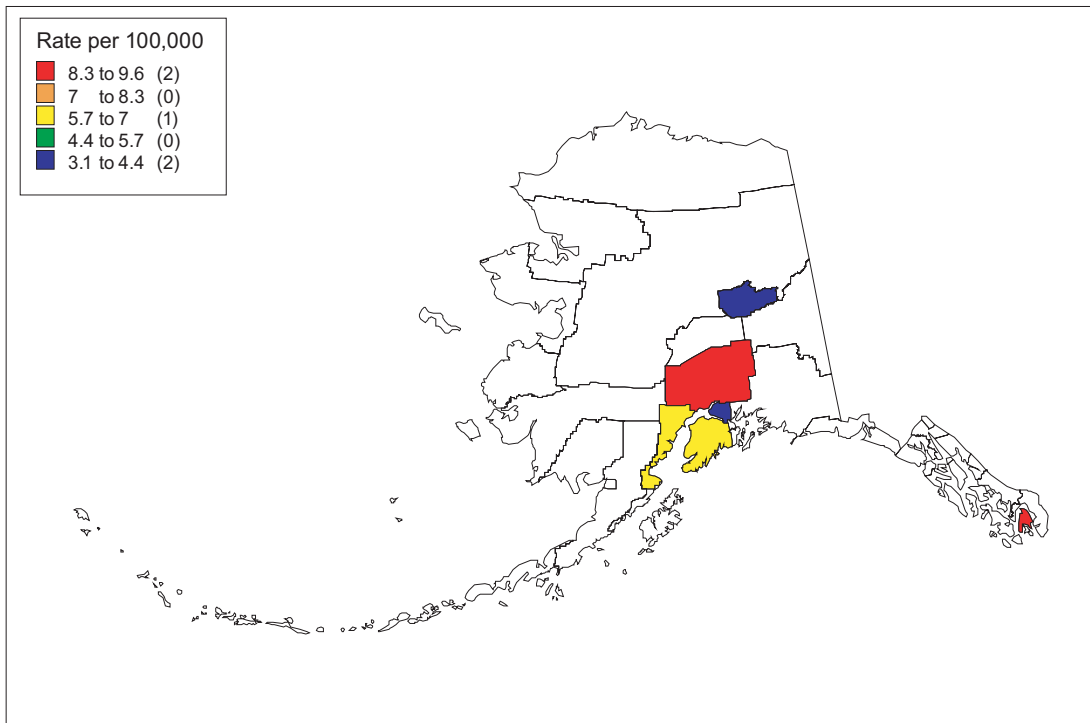 Rate per 100,000
8.3 to 9.6 (2)
7 to 8.3 (0)
5.7 to 7 (1)
4.4 to 5.7 (0)
3.1 to 4.4 (2)